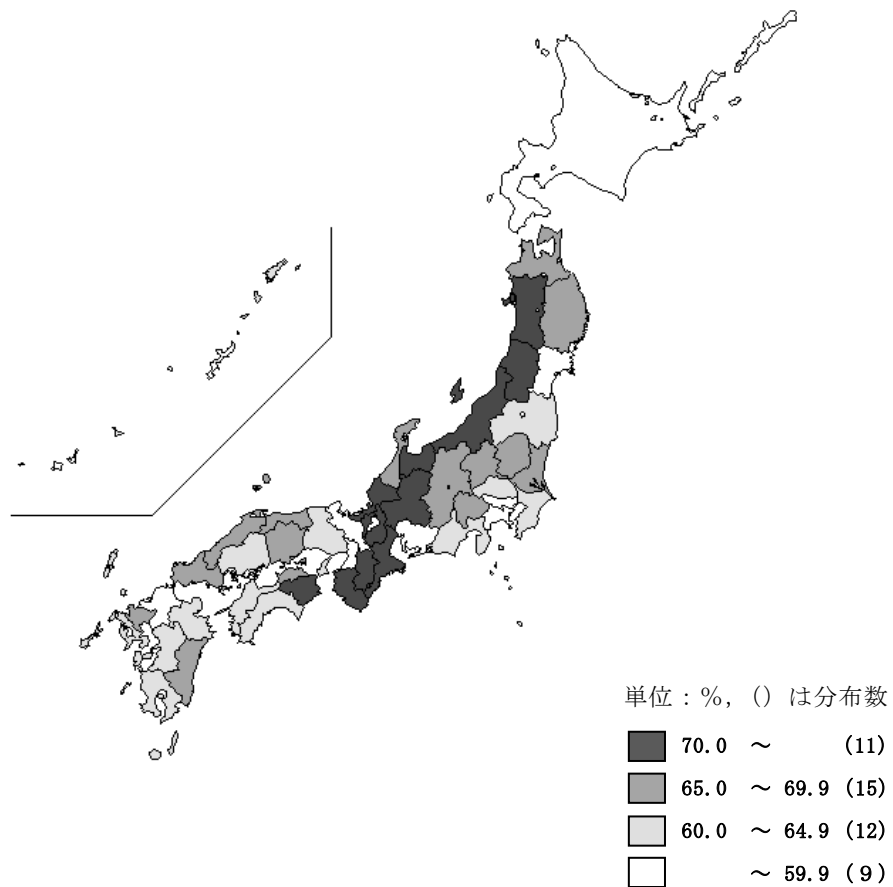 単位：％，（）は分布数
70.0 ～ (11)
65.0 ～ 69.9 (15)
60.0 ～ 64.9 (12)
～ 59.9 ( 9 )